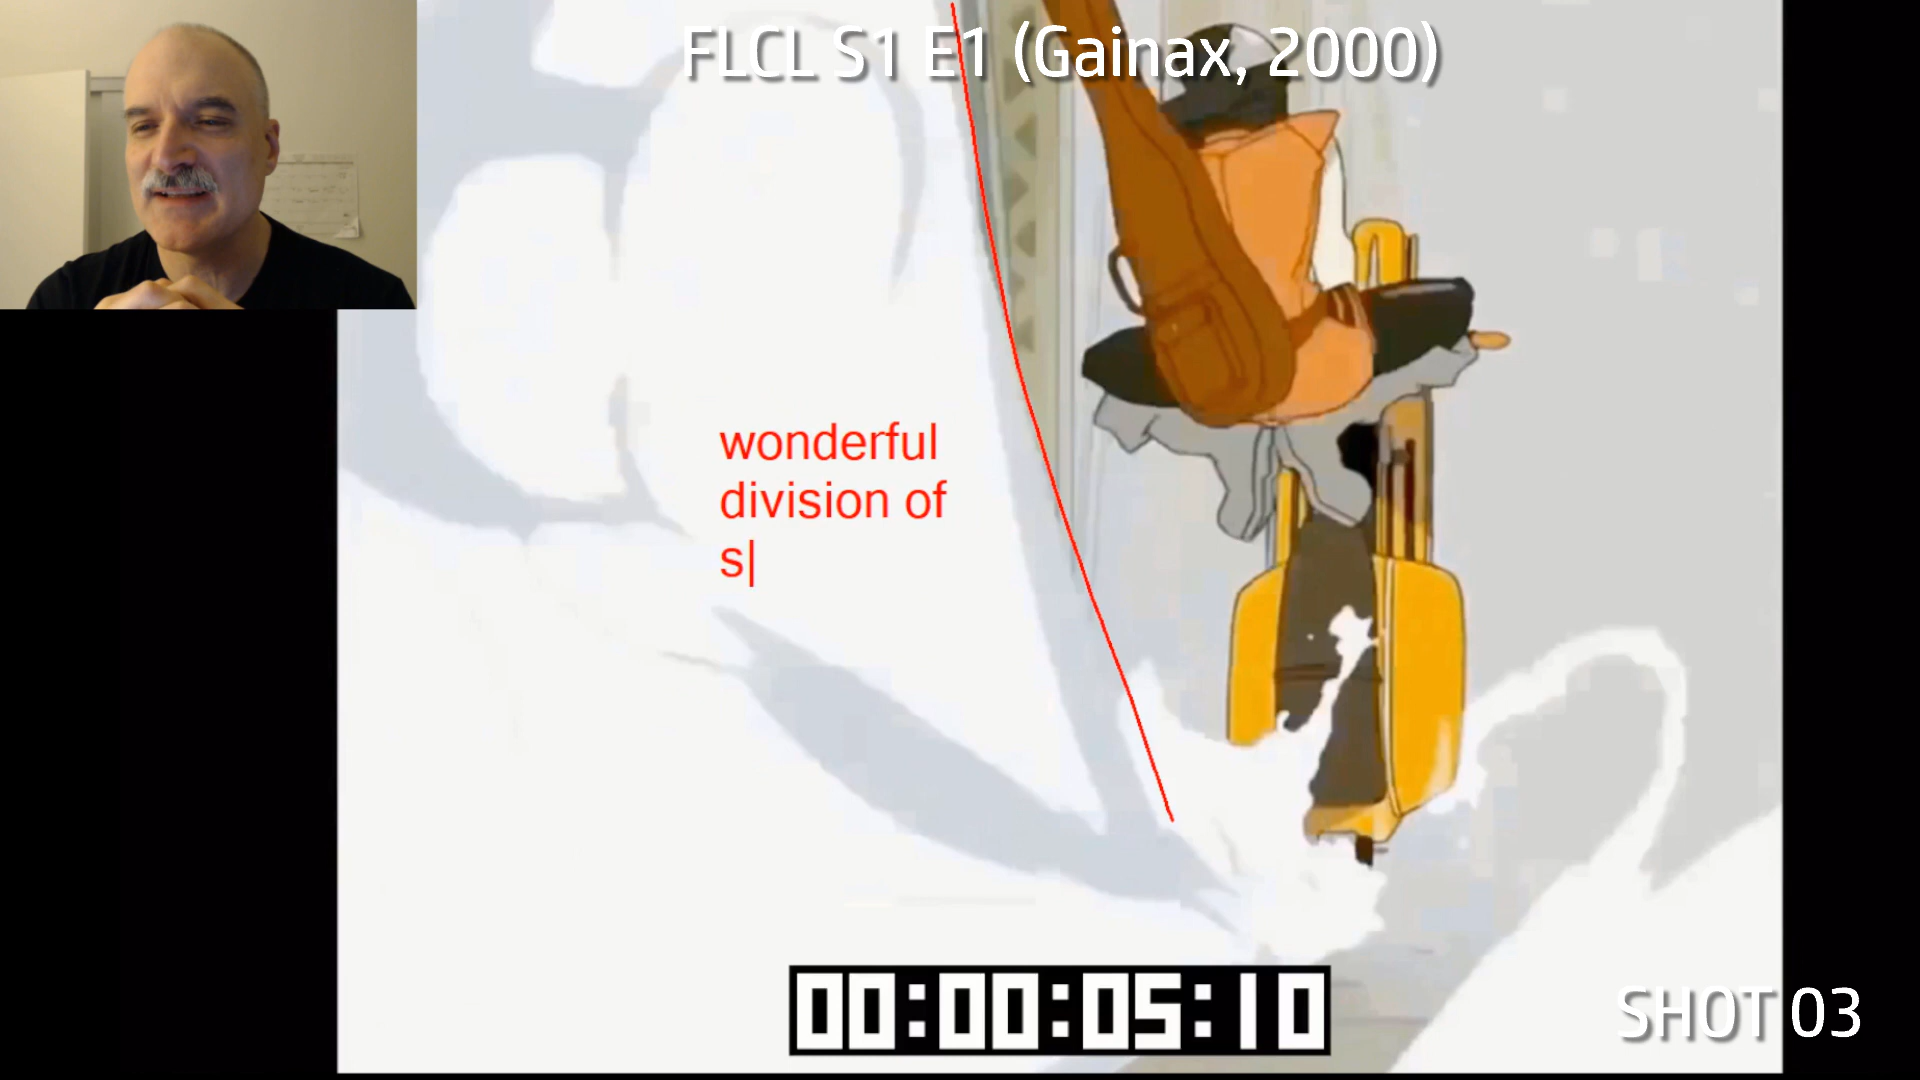 FLCL S1 E1 (Gainax, 2000)
wonderful
division of
s
00:00:05:10
SHOT 03